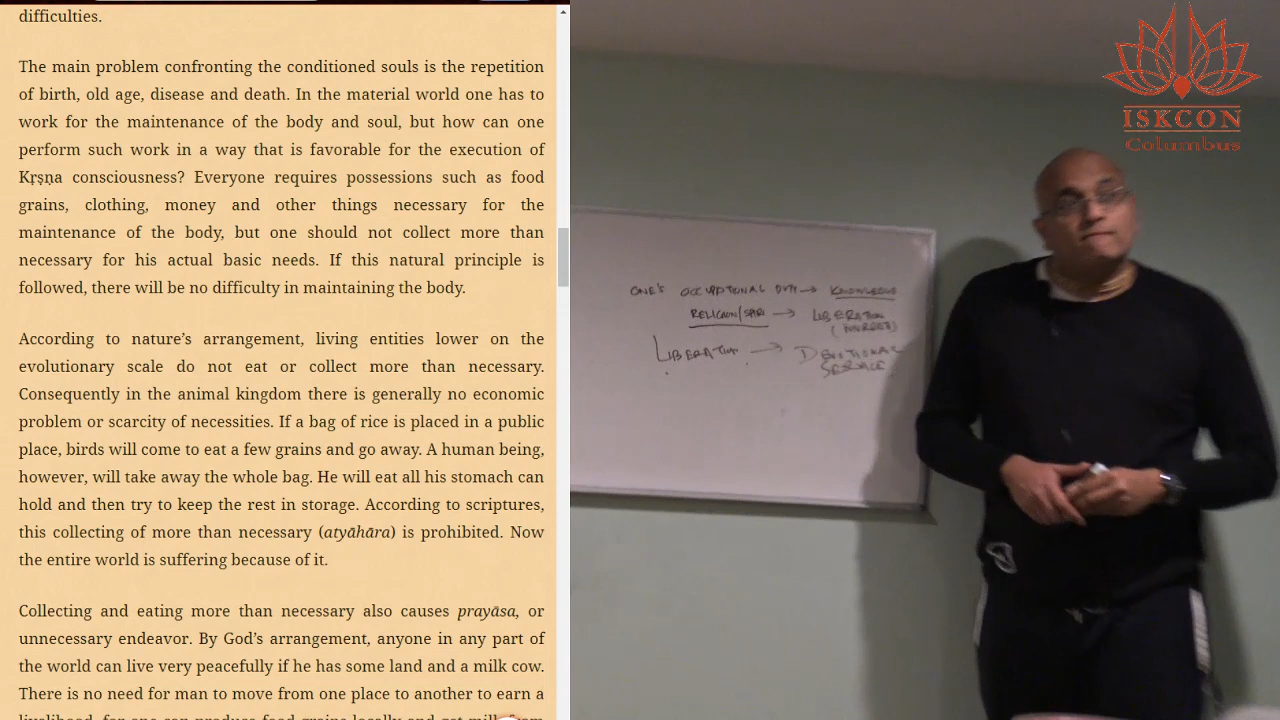 difficulties.
The main problem confronting the conditioned souls is the repetition
of birth, old age, disease and death. In the material world one has to
work for the maintenance of the body and soul, but how can one
perform such work in a way that is favorable for the execution of
Kṛṣṇa consciousness? Everyone requires possessions such as food
grains, clothing, money and other things necessary for the
maintenance of the body, but one should not collect more than
necessary for his actual basic needs. If this natural principle is
followed, there will be no difficulty in maintaining the body.
According to nature’s arrangement, living entities lower on the
evolutionary scale do not eat or collect more than necessary.
Consequently in the animal kingdom there is generally no economic
problem or scarcity of necessities. If a bag of rice is placed in a public
place, birds will come to eat a few grains and go away. A human being,
however, will take away the whole bag. He will eat all his stomach can
hold and then try to keep the rest in storage. According to scriptures,
this collecting of more than necessary (atyāhāra) is prohibited. Now
the entire world is suffering because of it.
Collecting and eating more than necessary also causes prayāsa, or
unnecessary endeavor. By God’s arrangement, anyone in any part of
the world can live very peacefully if he has some land and a milk cow.
There is no need for man to move from one place to another to earn a
livelihood, for one can produce food grains locally and get milk from
ISKCON
Columbus
ONE'S OCCUPATIONAL DUTY → KNOWLEDGE
RELIGION/ → LIBERATION
LIBERATION → DEVOTIONAL
SERVICE